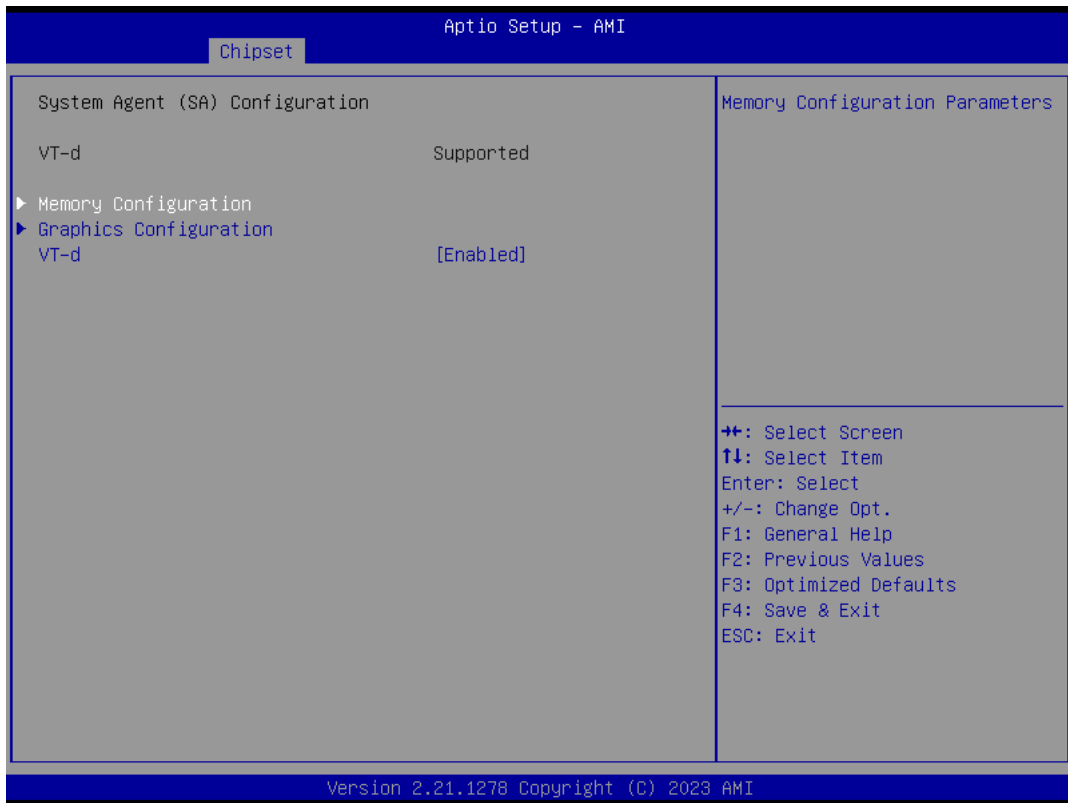 Aptio Setup – AMI
Chipset
System Agent (SA) Configuration
VT-d Supported
▶ Memory Configuration
▶ Graphics Configuration
VT-d [Enabled]
Memory Configuration Parameters
→←: Select Screen
↑↓: Select Item
Enter: Select
+/-: Change Opt.
F1: General Help
F2: Previous Values
F3: Optimized Defaults
F4: Save & Exit
ESC: Exit
Version 2.21.1278 Copyright (C) 2023 AMI